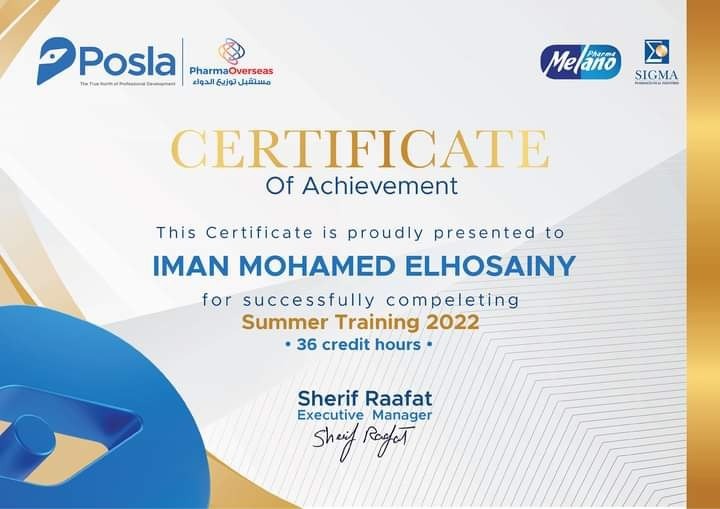 Posla
The True North of Professional Development
PharmaOverseas
مستقبل توزيع الدواء
Pharma
Melano
SIGMA
PHARMACEUTICAL INDUSTRIES
CERTIFICATE
Of Achievement
This Certificate is proudly presented to
IMAN MOHAMED ELHOSAINY
for successfully compeleting
Summer Training 2022
• 36 credit hours •
Sherif Raafat
Executive Manager
Sherif Raafat